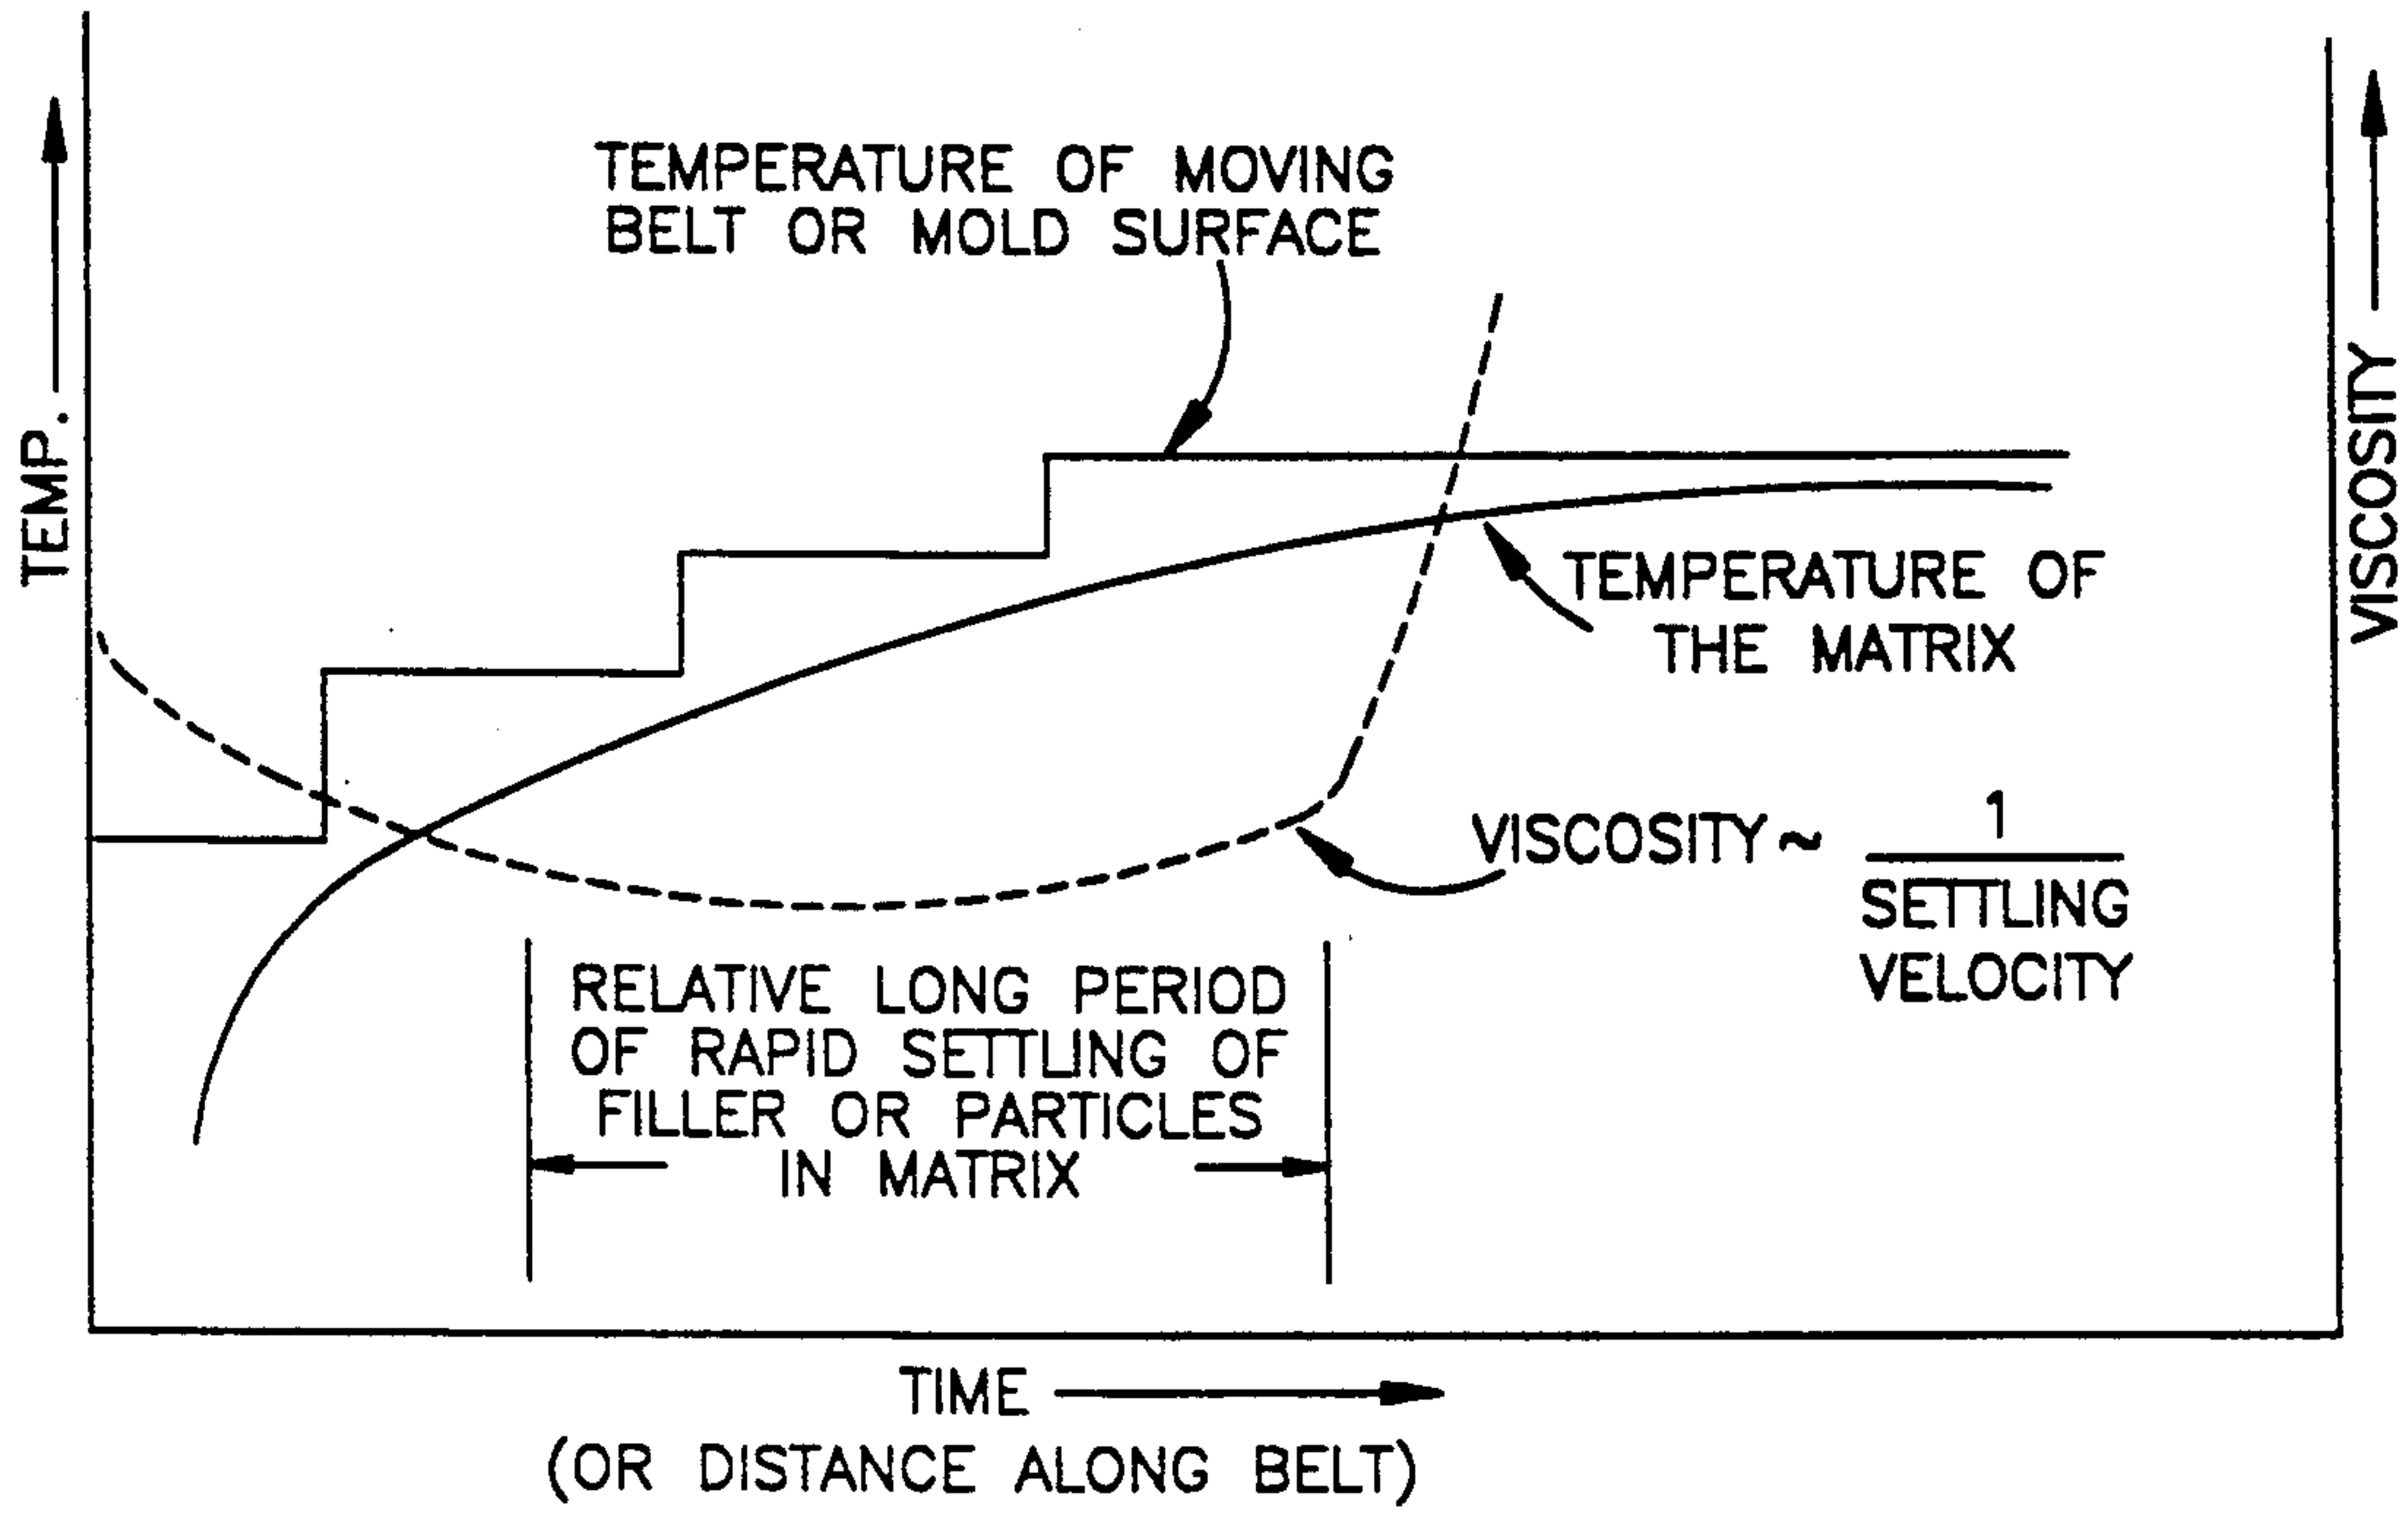 TEMPERATURE OF MOVING
BELT OR MOLD SURFACE
TEMP.
VISCOSITY
TEMPERATURE OF
THE MATRIX
VISCOSITY ~ 1
SETTLING
VELOCITY
RELATIVE LONG PERIOD
OF RAPID SETTLING OF
FILLER OR PARTICLES
IN MATRIX
TIME
(OR DISTANCE ALONG BELT)